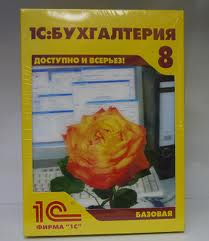 1С:БУХГАЛТЕРИЯ
ДОСТУПНО И ВСЕРЬЕЗ!
8
1С
ФИРМА "1С"
БАЗОВАЯ